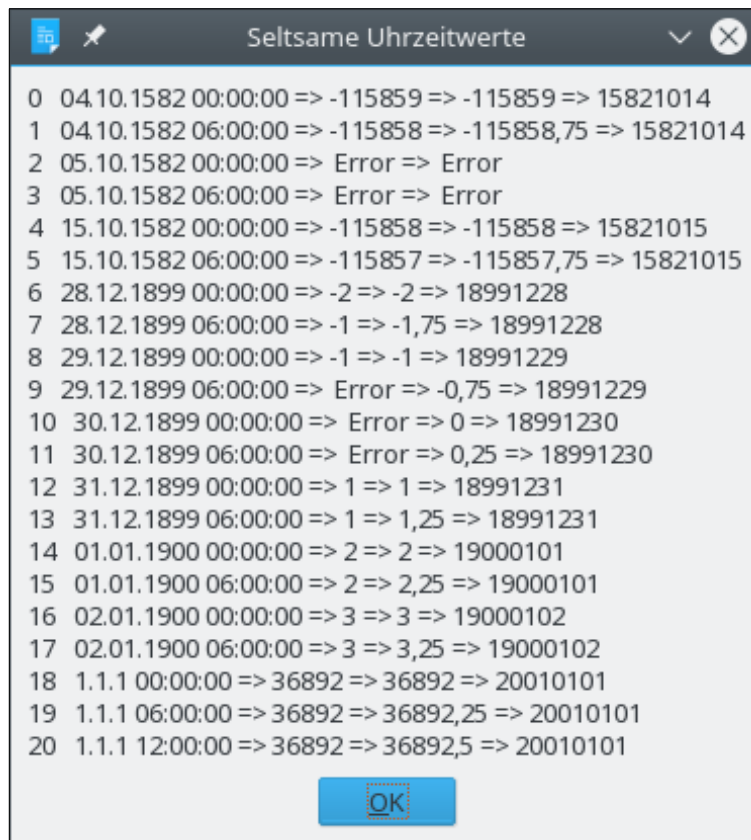 Seltsame Uhrzeitwerte
0 04.10.1582 00:00:00 => -115859 => -115859 => 15821014
1 04.10.1582 06:00:00 => -115858 => -115858,75 => 15821014
2 05.10.1582 00:00:00 => Error => Error
3 05.10.1582 06:00:00 => Error => Error
4 15.10.1582 00:00:00 => -115858 => -115858 => 15821015
5 15.10.1582 06:00:00 => -115857 => -115857,75 => 15821015
6 28.12.1899 00:00:00 => -2 => -2 => 18991228
7 28.12.1899 06:00:00 => -1 => -1,75 => 18991228
8 29.12.1899 00:00:00 => -1 => -1 => 18991229
9 29.12.1899 06:00:00 => Error => -0,75 => 18991229
10 30.12.1899 00:00:00 => Error => 0 => 18991230
11 30.12.1899 06:00:00 => Error => 0,25 => 18991230
12 31.12.1899 00:00:00 => 1 => 1 => 18991231
13 31.12.1899 06:00:00 => 1 => 1,25 => 18991231
14 01.01.1900 00:00:00 => 2 => 2 => 19000101
15 01.01.1900 06:00:00 => 2 => 2,25 => 19000101
16 02.01.1900 00:00:00 => 3 => 3 => 19000102
17 02.01.1900 06:00:00 => 3 => 3,25 => 19000102
18 1.1.1 00:00:00 => 36892 => 36892 => 20010101
19 1.1.1 06:00:00 => 36892 => 36892,25 => 20010101
20 1.1.1 12:00:00 => 36892 => 36892,5 => 20010101
OK